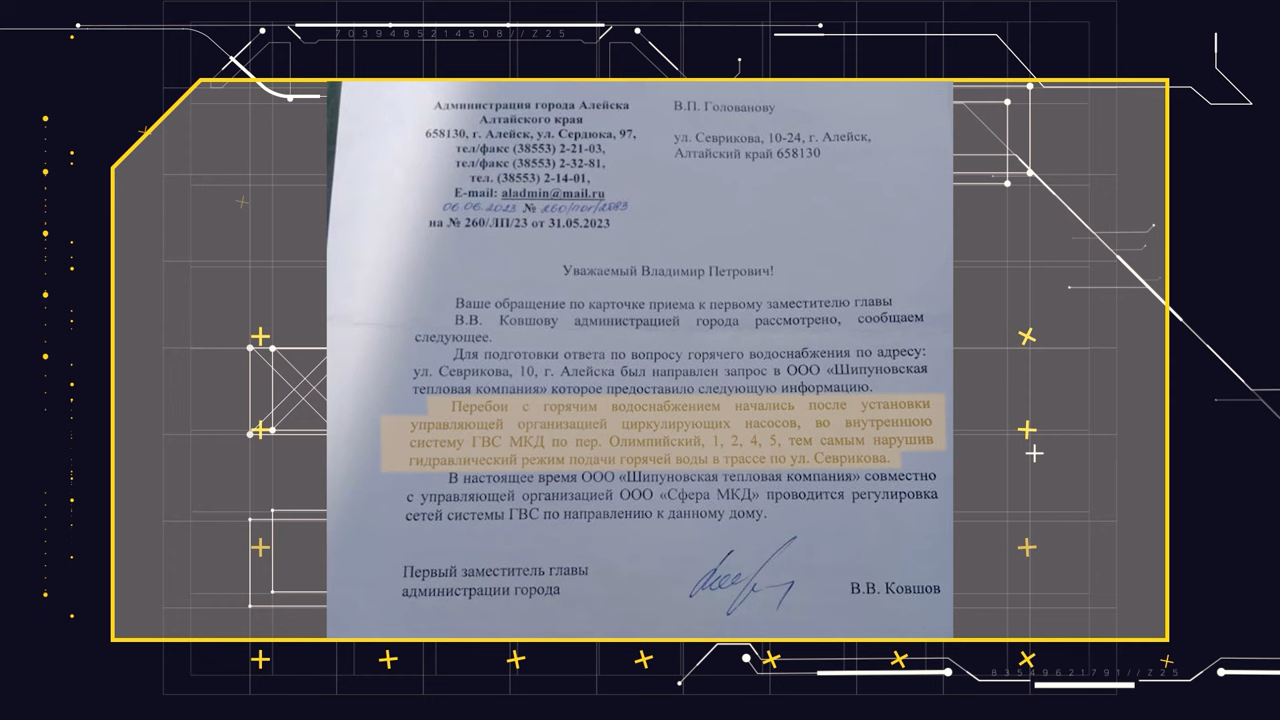 7039485214508//Z25
Администрация города Алейска
Алтайского края
658130, г. Алейск, ул. Сердюка, 97,
тел/факс (38553) 2-21-03,
тел/факс (38553) 2-32-81,
тел. (38553) 2-14-01,
E-mail: aladmin@mail.ru
06.06.2023 №
на № 260/ЛП/23 от 31.05.2023
В.П. Голованову
ул. Севрикова, 10-24, г. Алейск,
Алтайский край 658130
Уважаемый Владимир Петрович!
Ваше обращение по карточке приема к первому заместителю главы
В.В. Ковшову администрацией города рассмотрено, сообщаем
следующее.
Для подготовки ответа по вопросу горячего водоснабжения по адресу:
ул. Севрикова, 10, г. Алейска был направлен запрос в ООО «Шипуновская
тепловая компания» которое предоставило следующую информацию.
Перебои с горячим водоснабжением начались после установки
управляющей организацией циркулирующих насосов, во внутреннюю
систему ГВС МКД по пер. Олимпийский, 1, 2, 4, 5, тем самым нарушив
гидравлический режим подачи горячей воды в трассе по ул. Севрикова.
В настоящее время ООО «Шипуновская тепловая компания» совместно
с управляющей организацией ООО «Сфера МКД» проводится регулировка
сетей системы ГВС по направлению к данному дому.
Первый заместитель главы
администрации города
В.В. Ковшов
83549621791//Z25